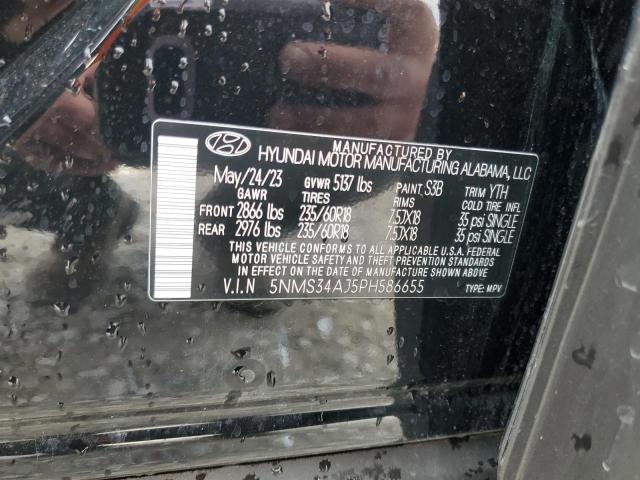 MANUFACTURED BY
HYUNDAI MOTOR MANUFACTURING ALABAMA, LLC
May/24/23 GVWR 5137 lbs PAINT S3B TRIM YTH
GAWR TIRES RIMS COLD TIRE INFL
FRONT 2866 lbs 235/60R18 7.5JX18 35 psi SINGLE
REAR 2976 lbs 235/60R18 7.5JX18 35 psi SINGLE
THIS VEHICLE CONFORMS TO ALL APPLICABLE U.S.A. FEDERAL
MOTOR VEHICLE SAFETY AND THEFT PREVENTION STANDARDS
IN EFFECT ON THE DATE OF MANUFACTURE SHOWN ABOVE.
V.I.N 5NMS34AJ5PH586655 TYPE: MPV